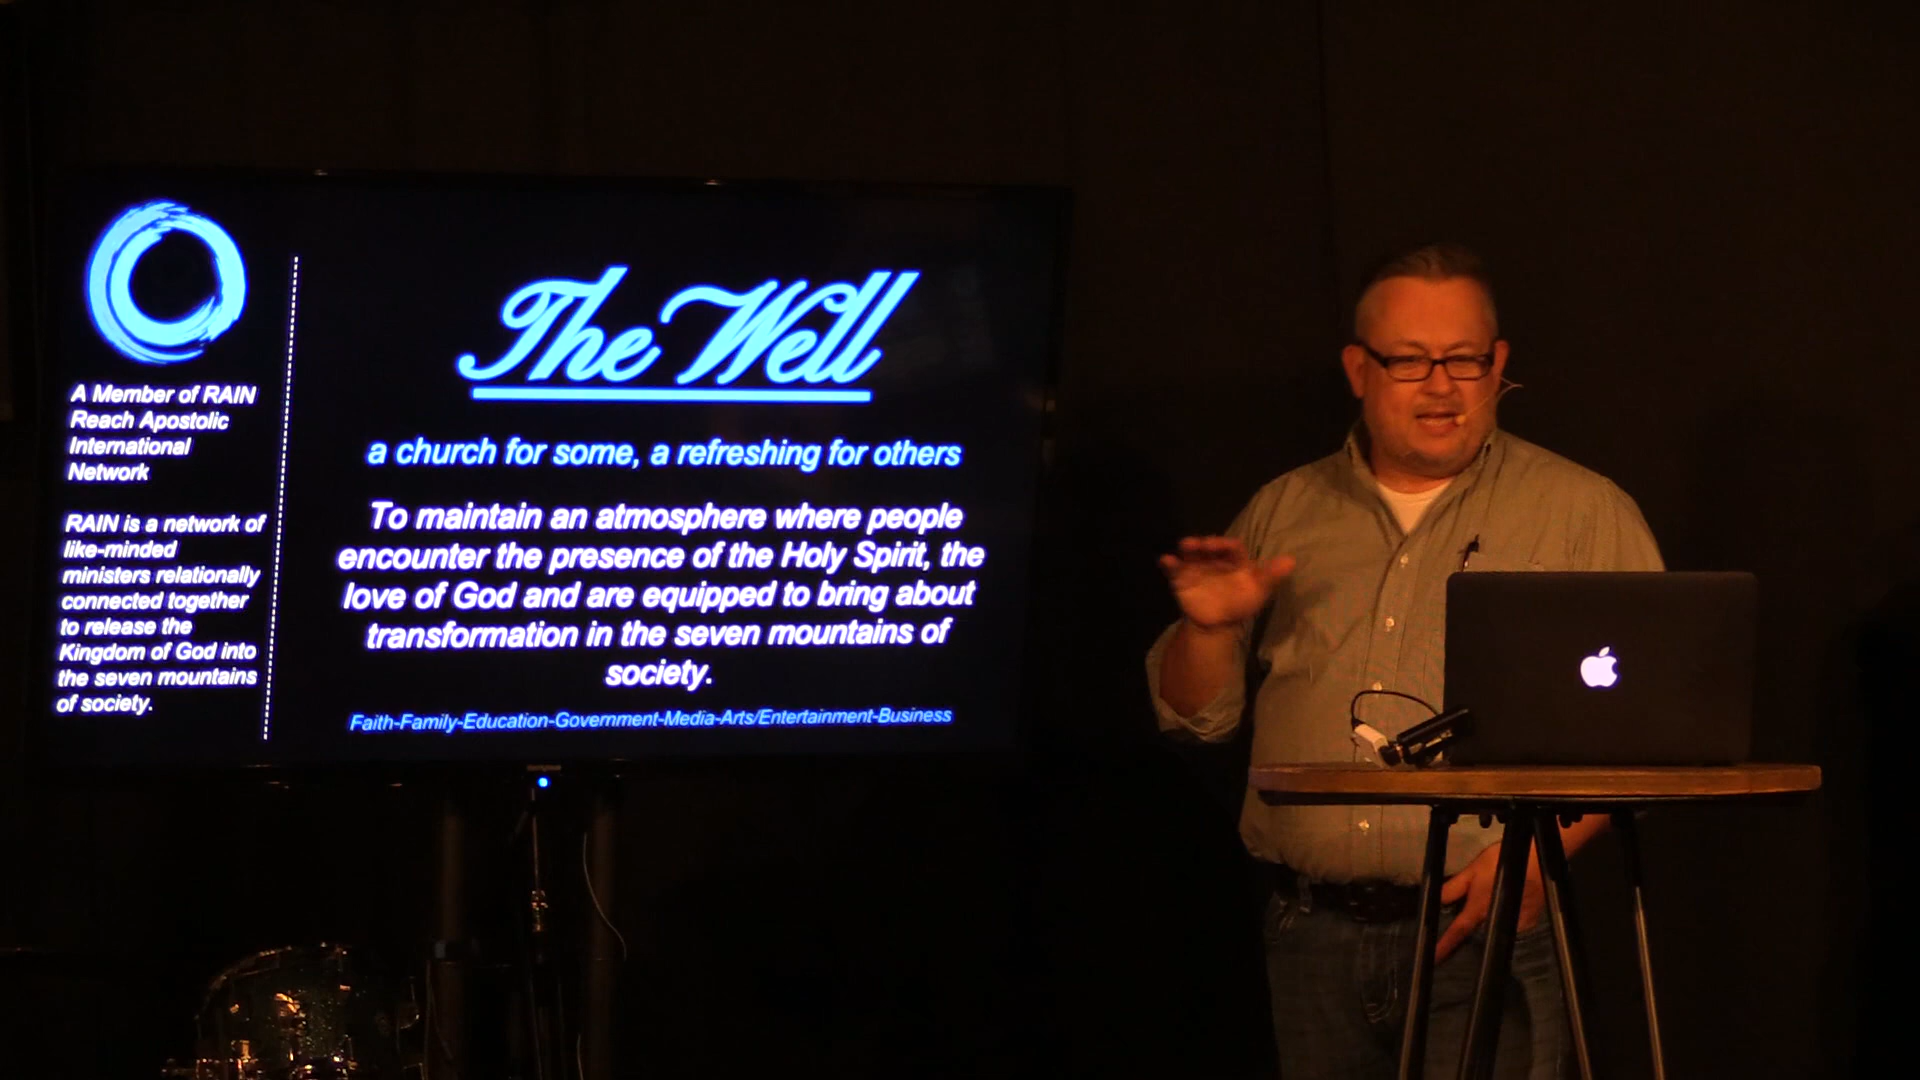 A Member of RAIN
Reach Apostolic
International
Network
RAIN is a network of
like-minded
ministers relationally
connected together
to release the
Kingdom of God into
the seven mountains
of society.
The Well
a church for some, a refreshing for others
To maintain an atmosphere where people
encounter the presence of the Holy Spirit, the
love of God and are equipped to bring about
transformation in the seven mountains of
society.
Faith-Family-Education-Government-Media-Arts/Entertainment-Business